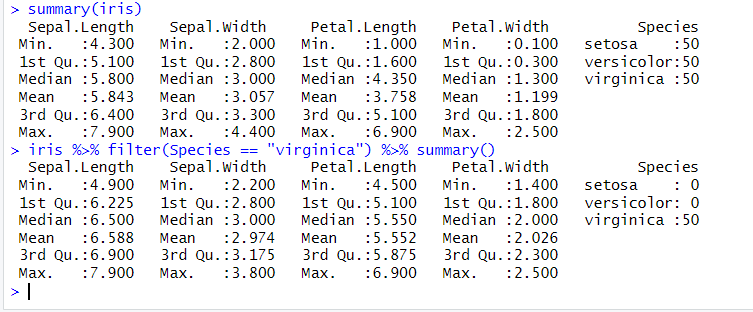 > summary(iris)
  Sepal.Length    Sepal.Width     Petal.Length    Petal.Width          Species
 Min.   :4.300   Min.   :2.000   Min.   :1.000   Min.   :0.100   setosa    :50
 1st Qu.:5.100   1st Qu.:2.800   1st Qu.:1.600   1st Qu.:0.300   versicolor:50
 Median :5.800   Median :3.000   Median :4.350   Median :1.300   virginica :50
 Mean   :5.843   Mean   :3.057   Mean   :3.758   Mean   :1.199
 3rd Qu.:6.400   3rd Qu.:3.300   3rd Qu.:5.100   3rd Qu.:1.800
 Max.   :7.900   Max.   :4.400   Max.   :6.900   Max.   :2.500
> iris %>% filter(Species == "virginica") %>% summary()
  Sepal.Length    Sepal.Width     Petal.Length    Petal.Width          Species
 Min.   :4.900   Min.   :2.200   Min.   :4.500   Min.   :1.400   setosa    : 0
 1st Qu.:6.225   1st Qu.:2.800   1st Qu.:5.100   1st Qu.:1.800   versicolor: 0
 Median :6.500   Median :3.000   Median :5.550   Median :2.000   virginica :50
 Mean   :6.588   Mean   :2.974   Mean   :5.552   Mean   :2.026
 3rd Qu.:6.900   3rd Qu.:3.175   3rd Qu.:5.875   3rd Qu.:2.300
 Max.   :7.900   Max.   :3.800   Max.   :6.900   Max.   :2.500
>